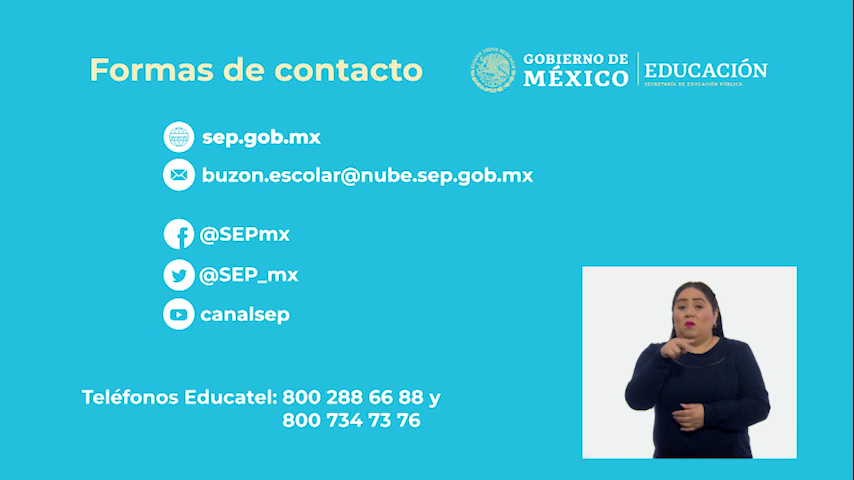 Formas de contacto
GOBIERNO DE
MÉXICO
EDUCACIÓN
SECRETARÍA DE EDUCACIÓN PÚBLICA
sep.gob.mx
buzon.escolar@nube.sep.gob.mx
@SEPmx
@SEP_mx
canalsep
Teléfonos Educatel: 800 288 66 88 y
800 734 73 76